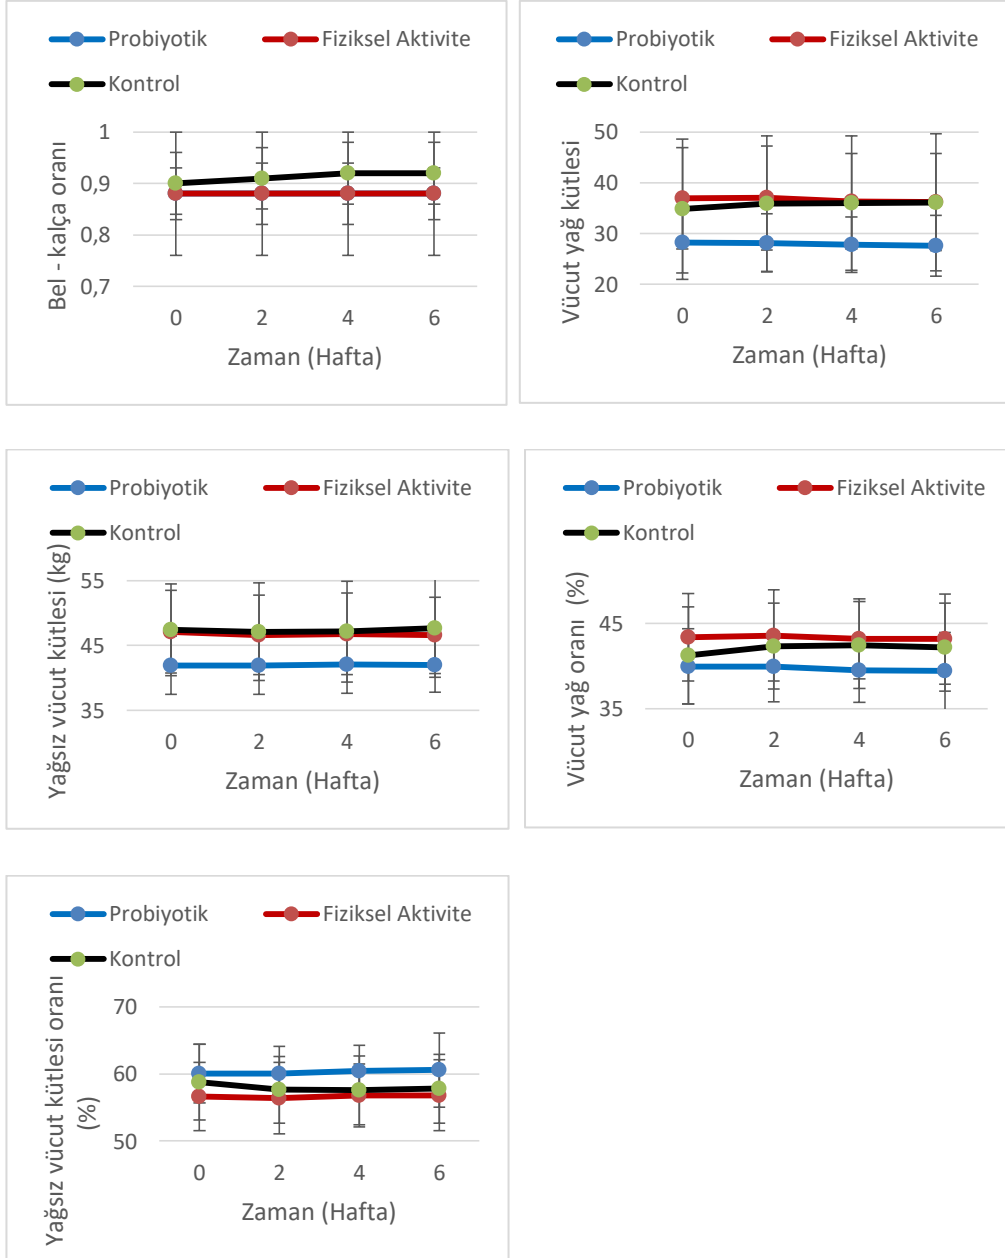 Probiyotik Fiziksel Aktivite
Kontrol
Bel - kalça oranı
1
0,9
0,8
0,7
0 2 4 6
Zaman (Hafta)
Probiyotik Fiziksel Aktivite
Kontrol
Vücut yağ kütlesi
50
40
30
20
0 2 4 6
Zaman (Hafta)
Probiyotik Fiziksel Aktivite
Kontrol
Yağsız vücut kütlesi (kg)
55
45
35
0 2 4 6
Zaman (Hafta)
Probiyotik Fiziksel Aktivite
Kontrol
Vücut yağ oranı (%)
45
35
0 2 4 6
Zaman (Hafta)
Probiyotik Fiziksel Aktivite
Kontrol
Yağsız vücut kütlesi oranı
(%)
70
60
50
0 2 4 6
Zaman (Hafta)